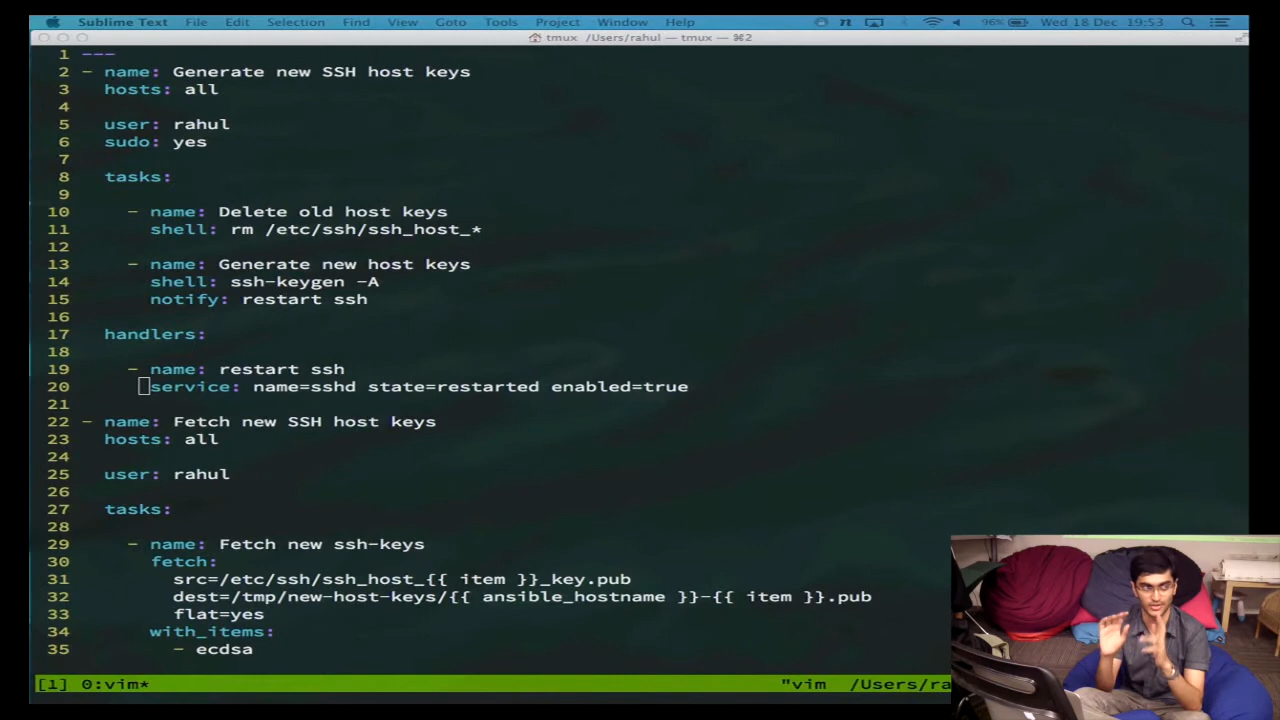 Sublime Text File Edit Selection Find View Goto Tools Project Window Help 96% Wed 18 Dec 19:53
tmux /Users/rahul — tmux — ⌘2
1 ---
2 - name: Generate new SSH host keys
3 hosts: all
4
5 user: rahul
6 sudo: yes
7
8 tasks:
9
10 - name: Delete old host keys
11 shell: rm /etc/ssh/ssh_host_*
12
13 - name: Generate new host keys
14 shell: ssh-keygen -A
15 notify: restart ssh
16
17 handlers:
18
19 - name: restart ssh
20 service: name=sshd state=restarted enabled=true
21
22 - name: Fetch new SSH host keys
23 hosts: all
24
25 user: rahul
26
27 tasks:
28
29 - name: Fetch new ssh-keys
30 fetch:
31 src=/etc/ssh/ssh_host_{{ item }}_key.pub
32 dest=/tmp/new-host-keys/{{ ansible_hostname }}-{{ item }}.pub
33 flat=yes
34 with_items:
35 - ecdsa
[1] 0:vim* "vim /Users/ra